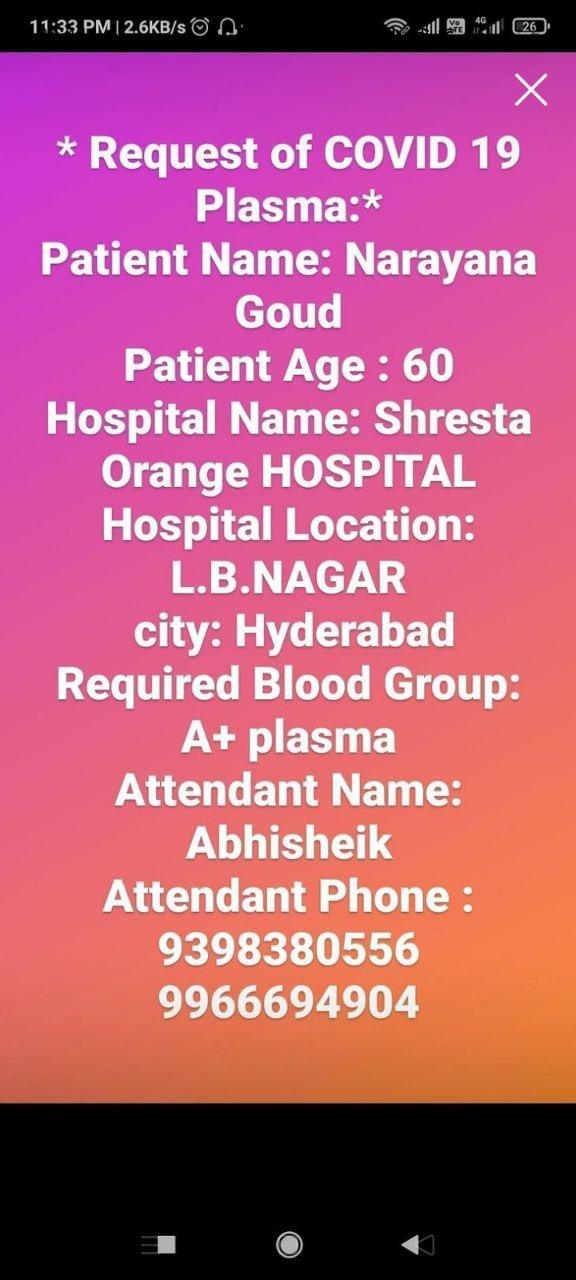 11:33 PM | 2.6KB/s
Vo LTE 4G 26
* Request of COVID 19
Plasma:*
Patient Name: Narayana
Goud
Patient Age : 60
Hospital Name: Shresta
Orange HOSPITAL
Hospital Location:
L.B.NAGAR
city: Hyderabad
Required Blood Group:
A+ plasma
Attendant Name:
Abhisheik
Attendant Phone :
9398380556
9966694904